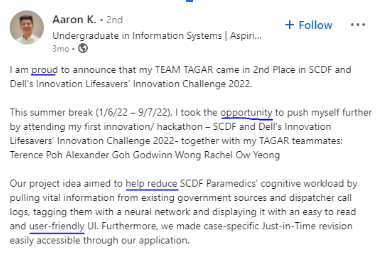 Aaron K. • 2nd
Undergraduate in Information Systems | Aspiri...
3mo •
+ Follow
I am proud to announce that my TEAM TAGAR came in 2nd Place in SCDF and
Dell's Innovation Lifesavers' Innovation Challenge 2022.
This summer break (1/6/22 – 9/7/22), I took the opportunity to push myself further
by attending my first innovation/ hackathon – SCDF and Dell's Innovation
Lifesavers' Innovation Challenge 2022- together with my TAGAR teammates:
Terence Poh Alexander Goh Godwinn Wong Rachel Ow Yeong
Our project idea aimed to help reduce SCDF Paramedics' cognitive workload by
pulling vital information from existing government sources and dispatcher call
logs, tagging them with a neural network and displaying it with an easy to read
and user-friendly UI. Furthermore, we made case-specific Just-in-Time revision
easily accessible through our application.